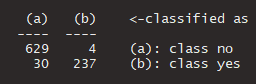 (a) (b) <-classified as
---- ----
629 4 (a): class no
30 237 (b): class yes